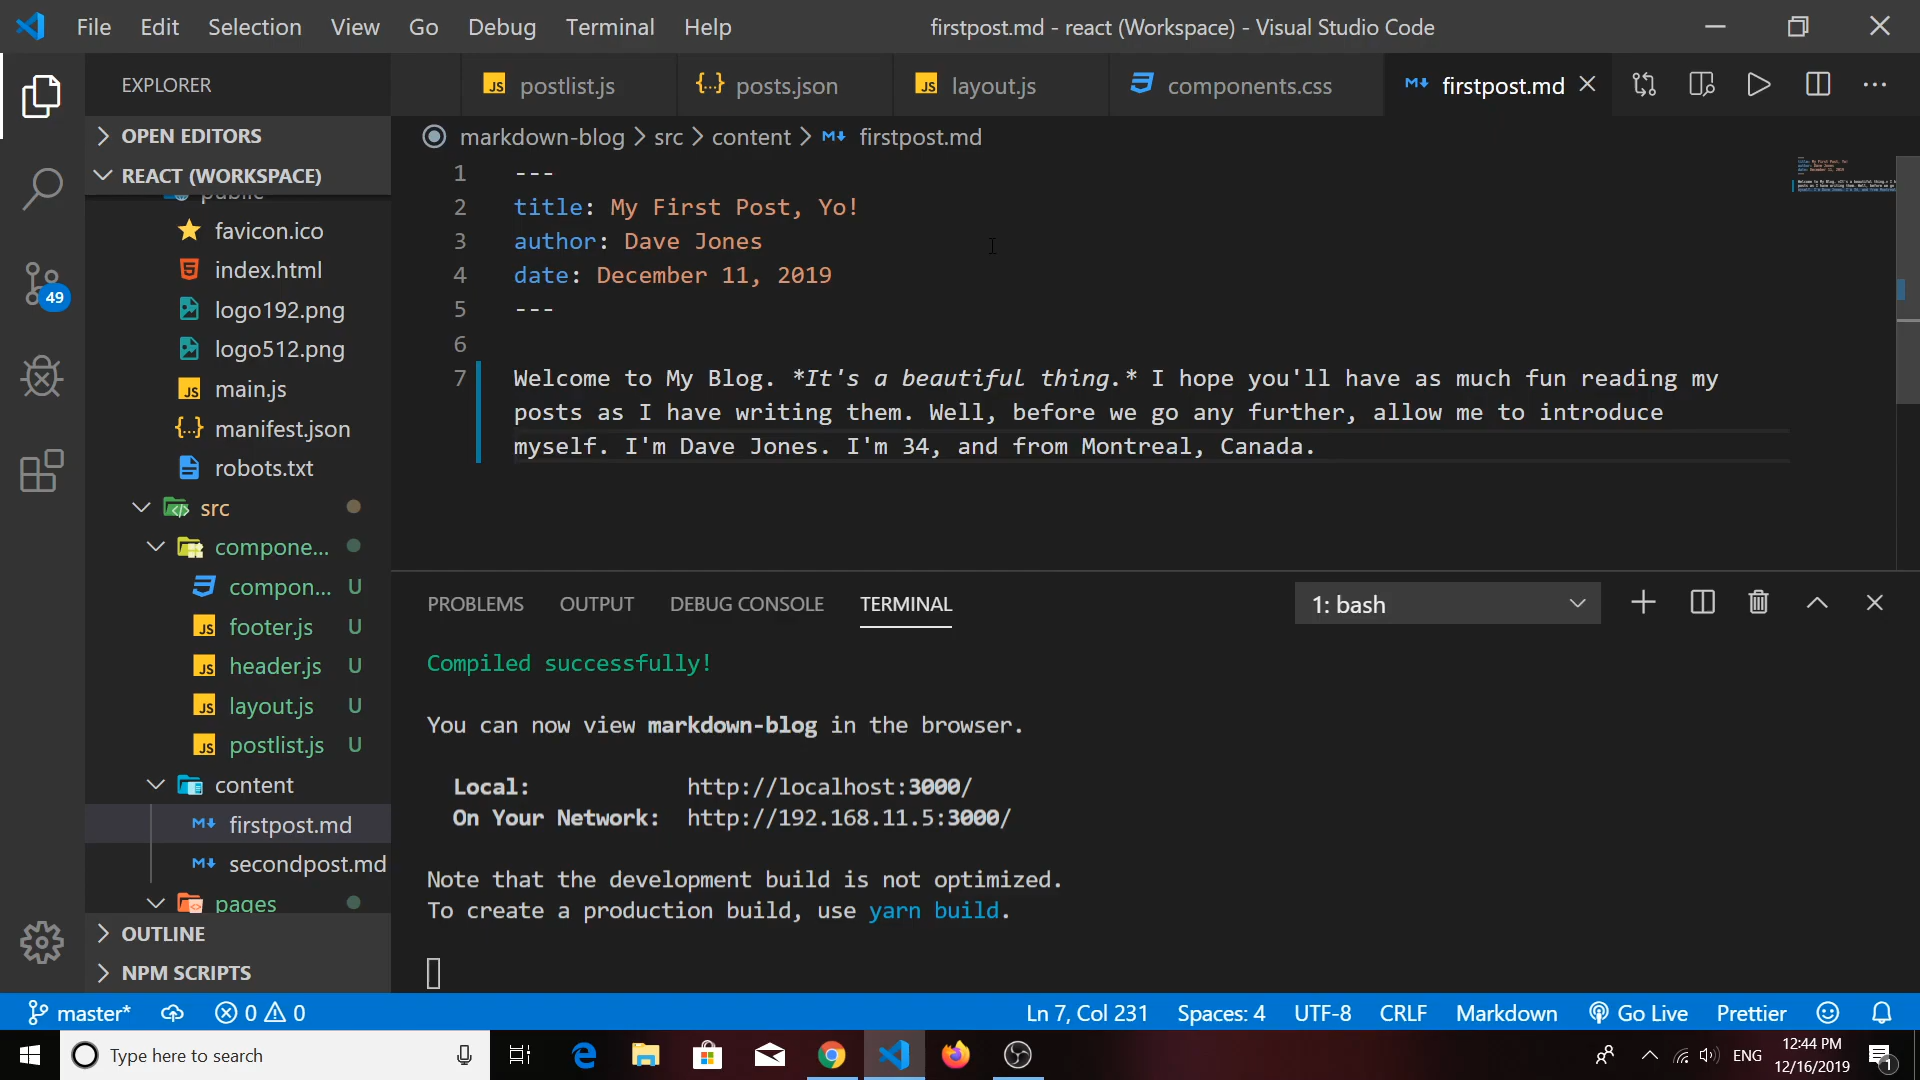 File Edit Selection View Go Debug Terminal Help
firstpost.md - react (Workspace) - Visual Studio Code
EXPLORER
JS postlist.js
{..} posts.json
JS layout.js
components.css
firstpost.md
OPEN EDITORS
markdown-blog > src > content > firstpost.md
REACT (WORKSPACE)
public
favicon.ico
index.html
logo192.png
logo512.png
JS main.js
{..} manifest.json
robots.txt
src
compone...
compon... U
JS footer.js U
JS header.js U
JS layout.js U
JS postlist.js U
content
firstpost.md
secondpost.md
pages
OUTLINE
NPM SCRIPTS
49
1 ---
2 title: My First Post, Yo!
3 author: Dave Jones
4 date: December 11, 2019
5 ---
6
7 Welcome to My Blog. *It's a beautiful thing.* I hope you'll have as much fun reading my
posts as I have writing them. Well, before we go any further, allow me to introduce
myself. I'm Dave Jones. I'm 34, and from Montreal, Canada.
PROBLEMS OUTPUT DEBUG CONSOLE TERMINAL
1: bash
Compiled successfully!
You can now view markdown-blog in the browser.
Local: http://localhost:3000/
On Your Network: http://192.168.11.5:3000/
Note that the development build is not optimized.
To create a production build, use yarn build.
master* 0 0
Ln 7, Col 231 Spaces: 4 UTF-8 CRLF Markdown Go Live Prettier
Type here to search
ENG
12:44 PM
12/16/2019
1